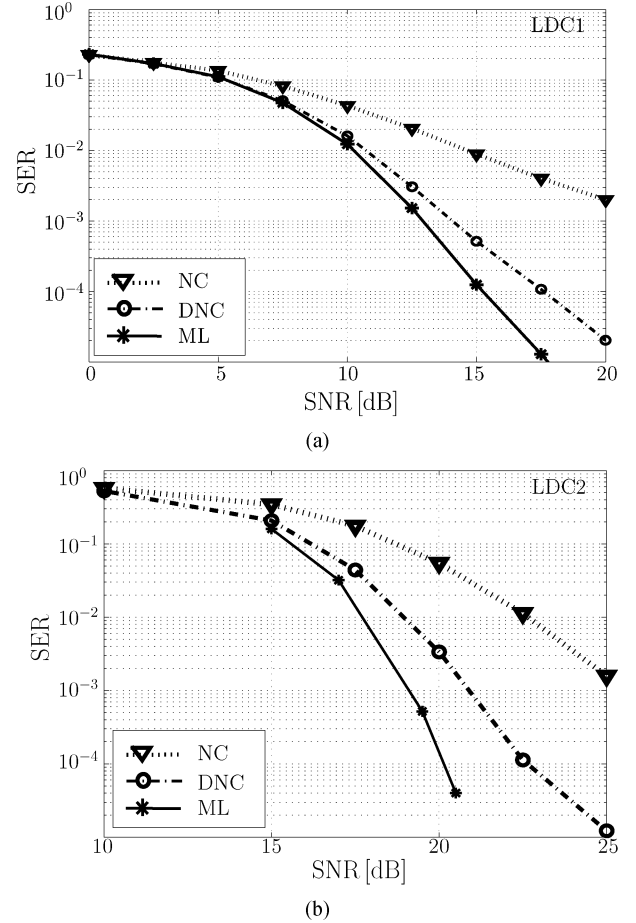 LDC1
10^0
10^-1
10^-2
10^-3
10^-4
SER
NC
DNC
ML
0 5 10 15 20
SNR [dB]
(a)
LDC2
10^0
10^-1
10^-2
10^-3
10^-4
SER
NC
DNC
ML
10 15 20 25
SNR [dB]
(b)